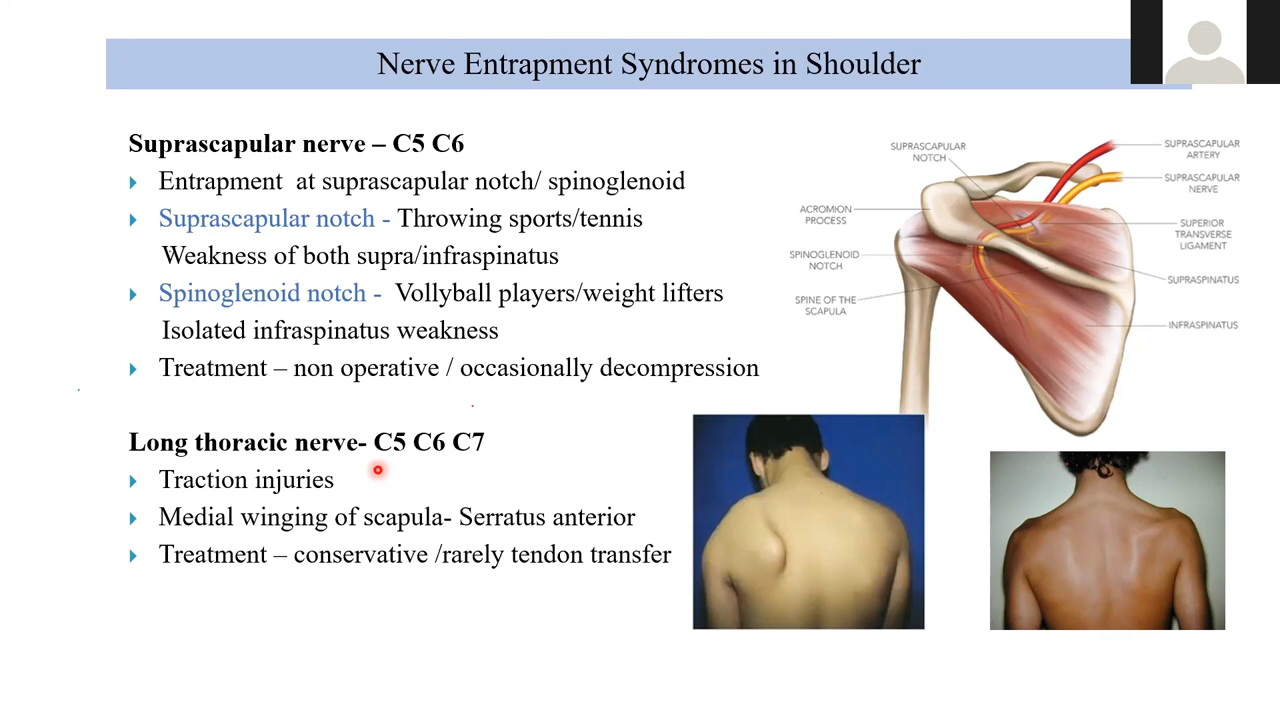 Nerve Entrapment Syndromes in Shoulder
Suprascapular nerve – C5 C6
Entrapment at suprascapular notch/ spinoglenoid
Suprascapular notch - Throwing sports/tennis
Weakness of both supra/infraspinatus
Spinoglenoid notch - Vollyball players/weight lifters
Isolated infraspinatus weakness
Treatment – non operative / occasionally decompression
Long thoracic nerve- C5 C6 C7
Traction injuries
Medial winging of scapula- Serratus anterior
Treatment – conservative /rarely tendon transfer
SUPRASCAPULAR
NOTCH
ACROMION
PROCESS
SPINOGLENOID
NOTCH
SPINE OF THE
SCAPULA
SUPRASCAPULAR
ARTERY
SUPRASCAPULAR
NERVE
SUPERIOR
TRANSVERSE
LIGAMENT
SUPRASPINATUS
INFRASPINATUS